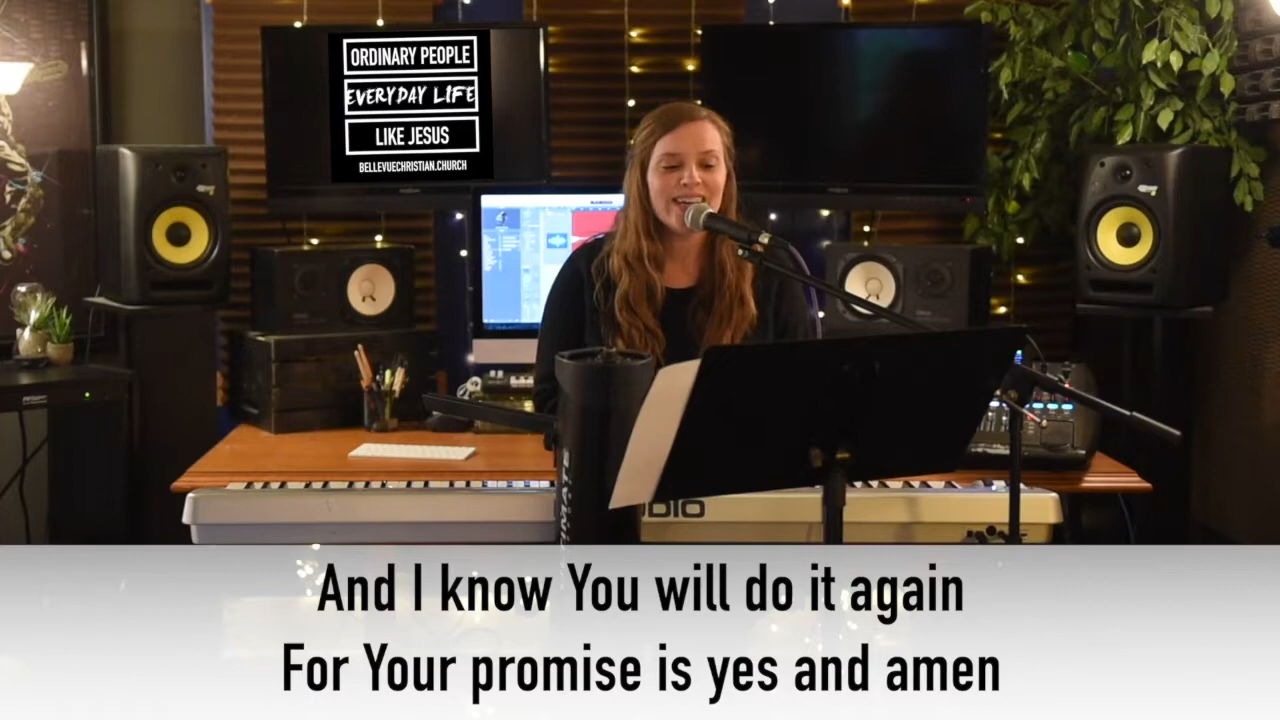 ORDINARY PEOPLE
EVERYDAY LIFE
LIKE JESUS
BELLEVUECHRISTIAN.CHURCH
And I know You will do it again
For Your promise is yes and amen